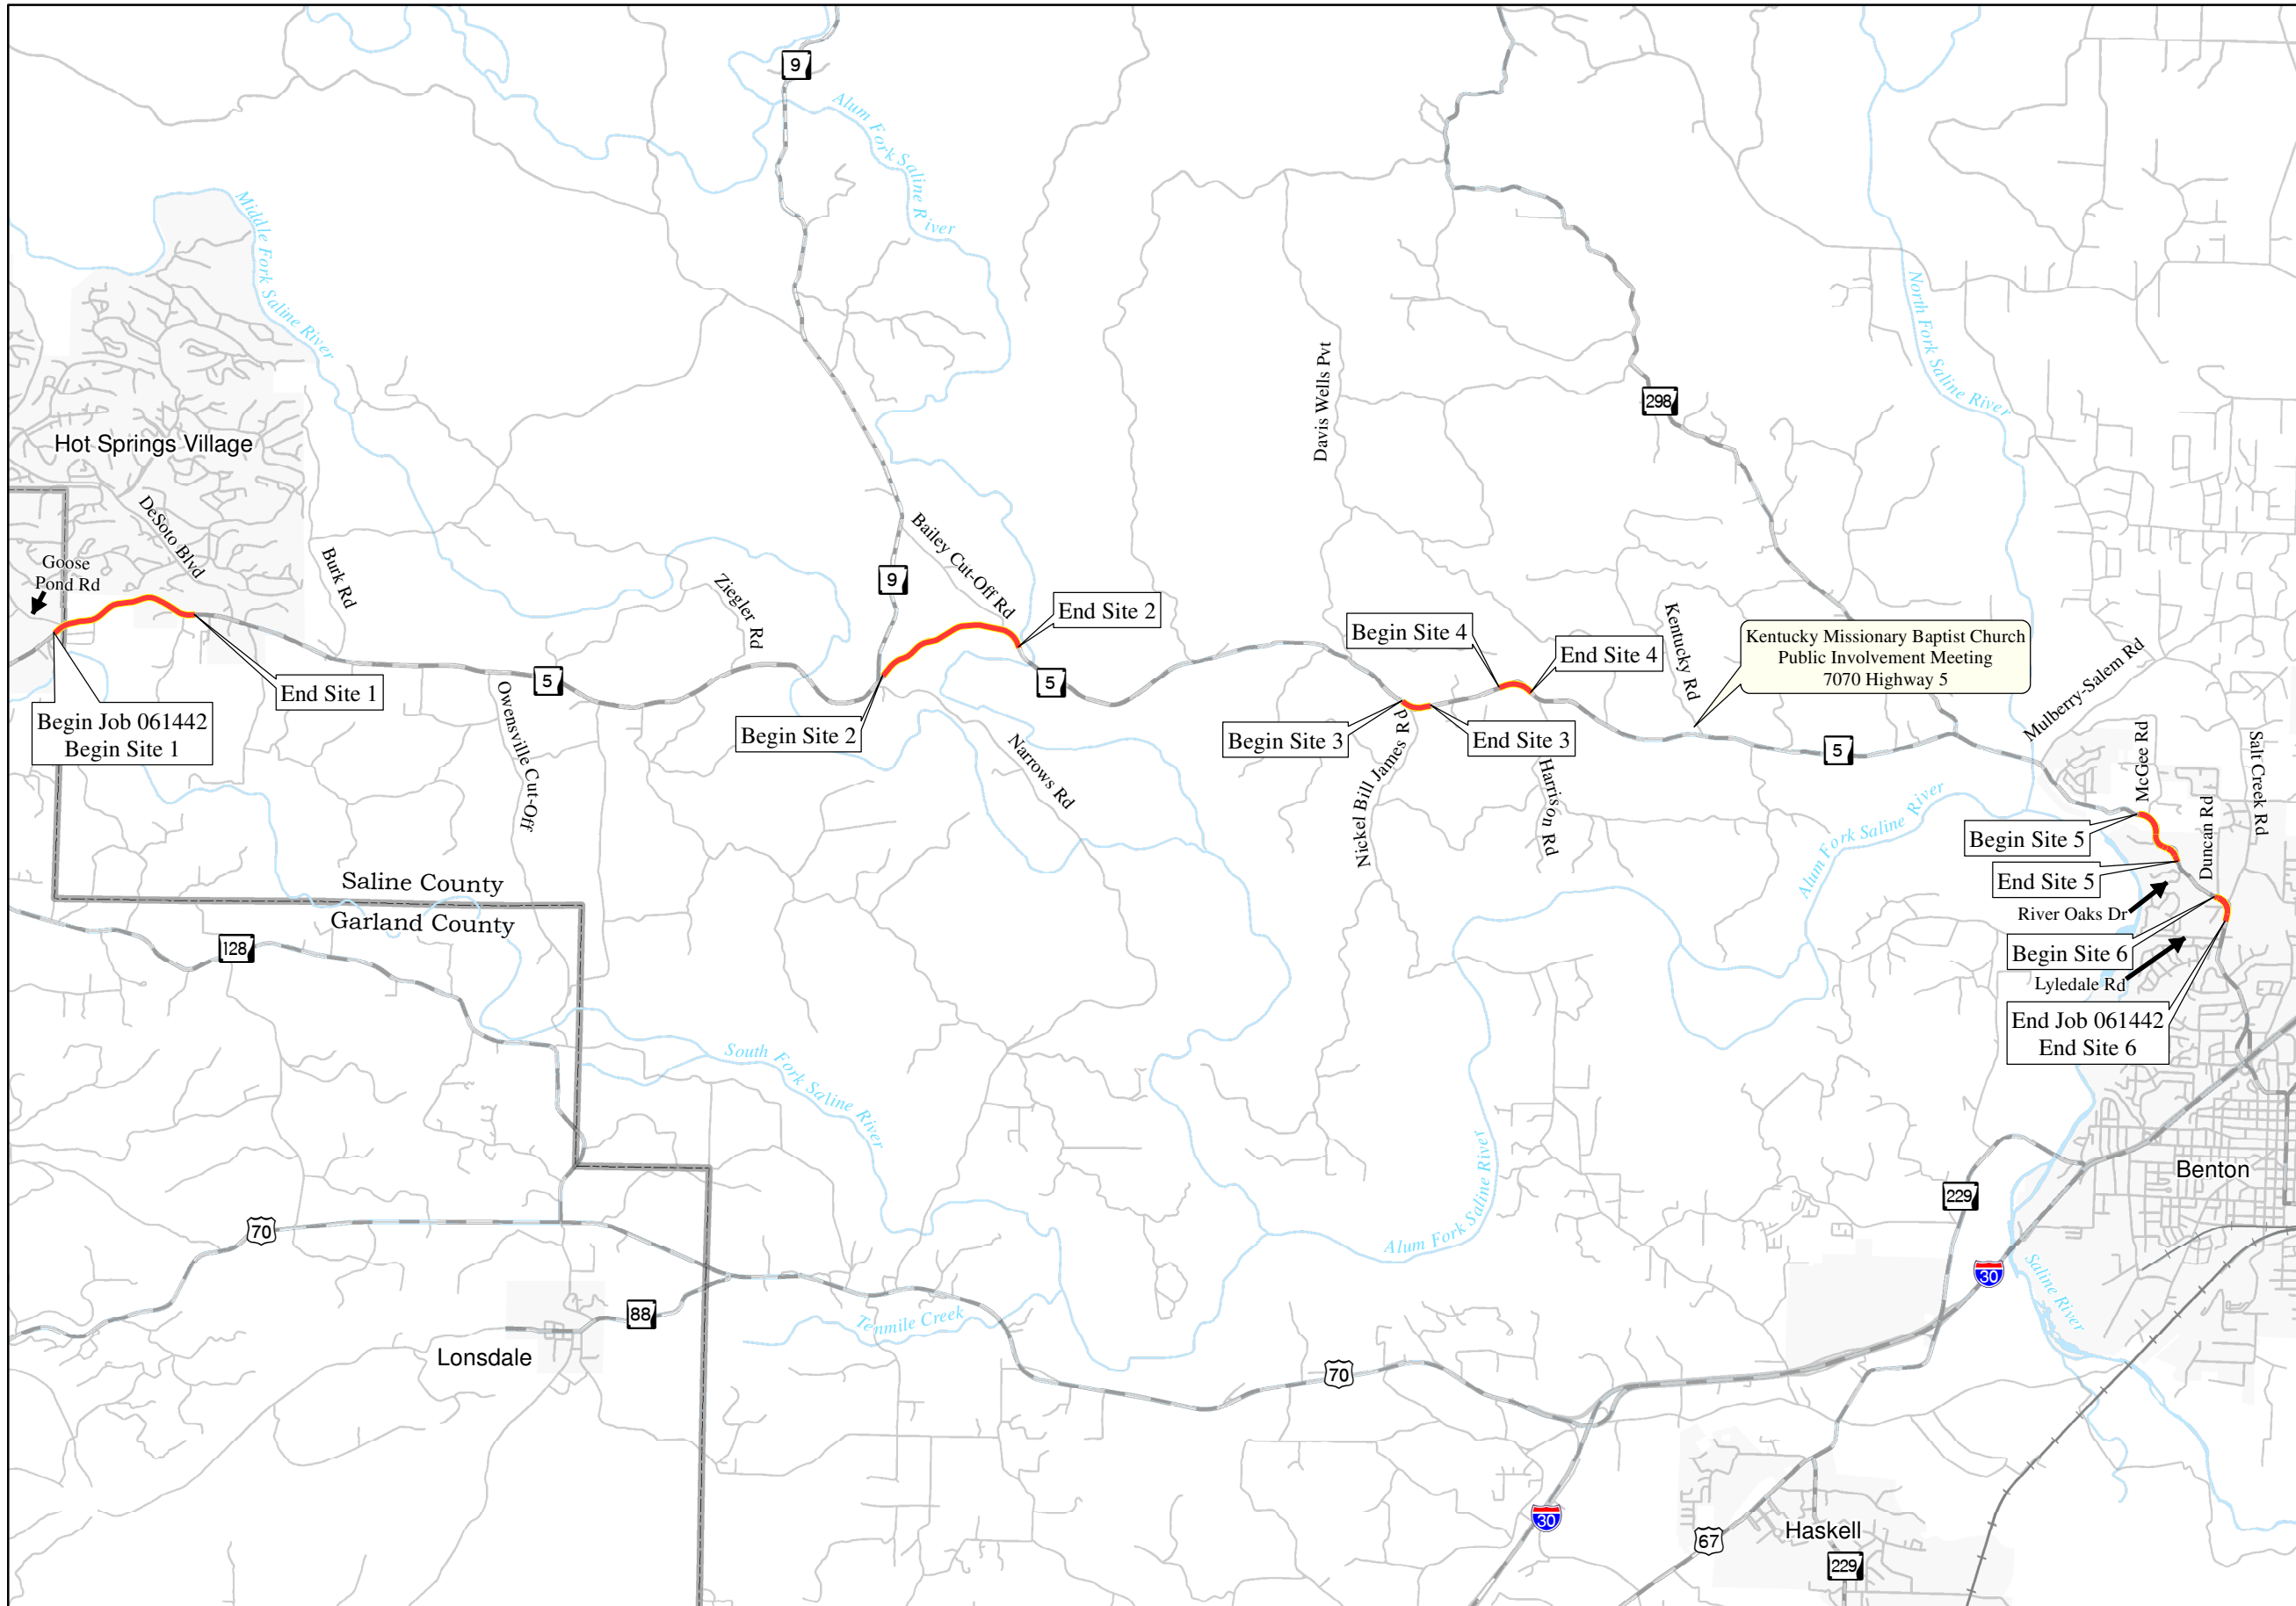 9
Alum Fork Saline River
Middle Fork Saline River
North Fork Saline River
Davis Wells Pvt
298
Hot Springs Village
DeSoto Blvd
Goose
Pond Rd
Burk Rd
Ziegler Rd
9
Bailey Cut-Off Rd
End Site 2
Begin Site 4
End Site 4
Kentucky Rd
Kentucky Missionary Baptist Church
Public Involvement Meeting
7070 Highway 5
Mulberry-Salem Rd
5
5
End Site 1
Owensville Cut-Off
Begin Job 061442
Begin Site 1
Begin Site 2
Narrows Rd
Begin Site 3
End Site 3
Nickel Bill James Rd
Harrison Rd
5
McGee Rd
Salt Creek Rd
Duncan Rd
Alum Fork Saline River
Begin Site 5
End Site 5
River Oaks Dr
Saline County
Garland County
128
Begin Site 6
Lyledale Rd
End Job 061442
End Site 6
South Fork Saline River
Alum Fork Saline River
Benton
229
70
30
Saline River
88
Tenmile Creek
Lonsdale
70
30
67
Haskell
229